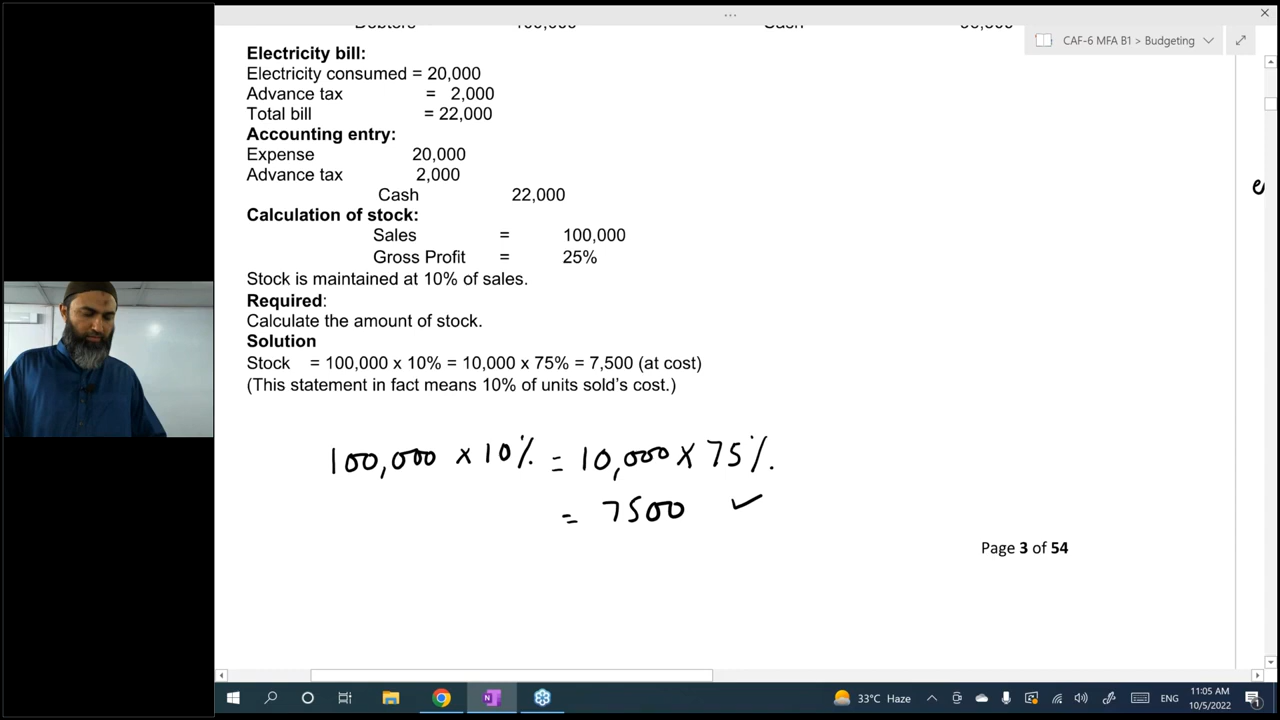 CAF-6 MFA B1 > Budgeting
Electricity bill:
Electricity consumed = 20,000
Advance tax = 2,000
Total bill = 22,000
Accounting entry:
Expense 20,000
Advance tax 2,000
Cash 22,000
Calculation of stock:
Sales = 100,000
Gross Profit = 25%
Stock is maintained at 10% of sales.
Required:
Calculate the amount of stock.
Solution
Stock = 100,000 x 10% = 10,000 x 75% = 7,500 (at cost)
(This statement in fact means 10% of units sold's cost.)
100,000 x 10% = 10,000 x 75%.
= 7500 ✓
Page 3 of 54
33°C Haze
ENG
11:05 AM
10/5/2022
1